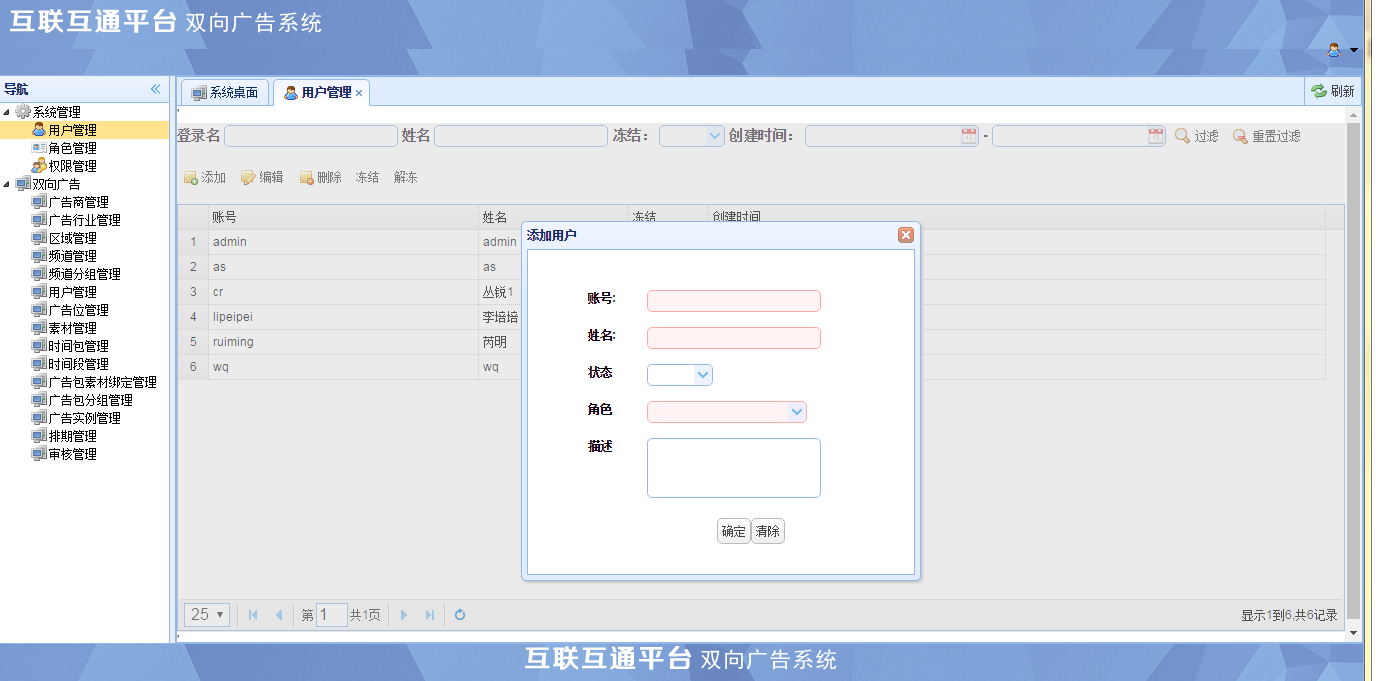 互联互通平台 双向广告系统
导航
系统管理
用户管理
角色管理
权限管理
双向广告
广告商管理
广告行业管理
区域管理
频道管理
频道分组管理
用户管理
广告位管理
素材管理
时间包管理
时间段管理
广告包素材绑定管理
广告包分组管理
广告实例管理
排期管理
审核管理
系统桌面 用户管理 刷新
登录名 姓名 冻结: 创建时间: - 过滤 重置过滤
添加 编辑 删除 冻结 解冻
账号 姓名 冻结 创建时间
1 admin admin
2 as as
3 cr 丛锐1
4 lipeipei 李培培
5 ruiming 芮明
6 wq wq
添加用户
账号:
姓名:
状态
角色
描述
确定 清除
25 第 1 共1页 显示1到6,共6记录
互联互通平台 双向广告系统